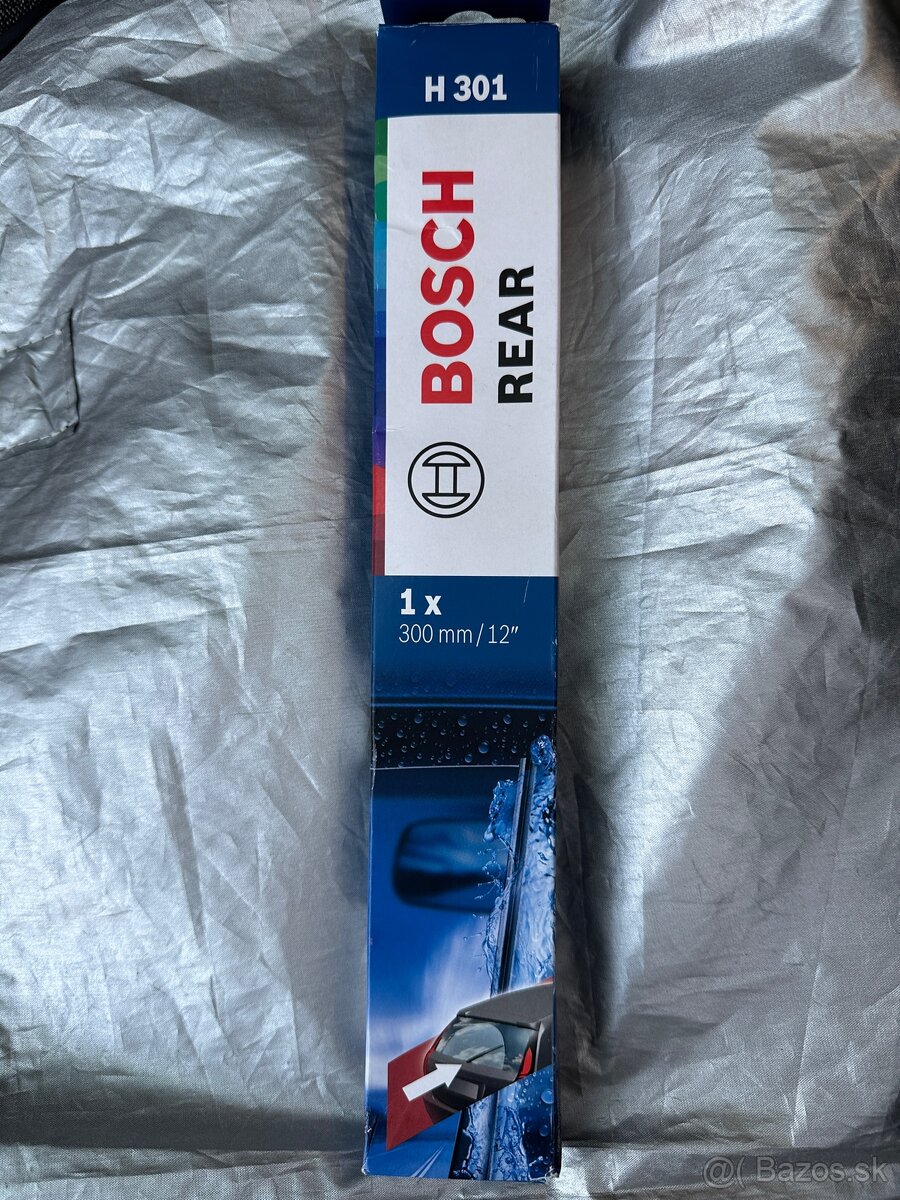 H 301
BOSCH
REAR
1 x
300 mm / 12"
@( Bazos.sk